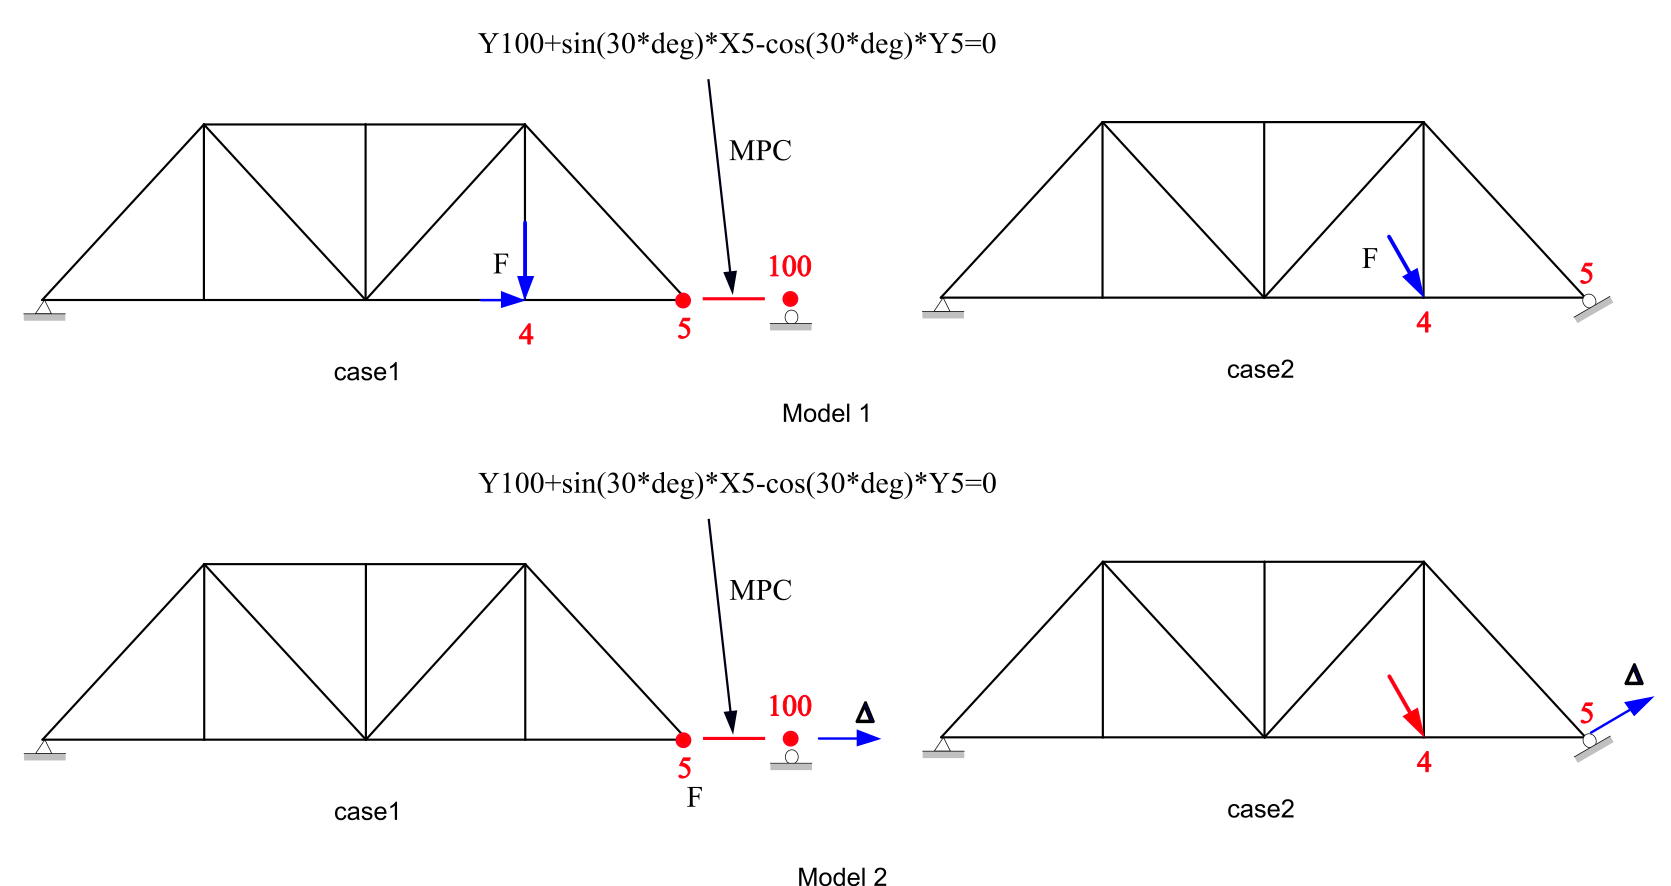 Y100+sin(30*deg)*X5-cos(30*deg)*Y5=0
MPC
F
100
5
F
5
4
4
case1
case2
Model 1
Y100+sin(30*deg)*X5-cos(30*deg)*Y5=0
MPC
Δ
100
Δ
5
5
4
F
case1
case2
Model 2